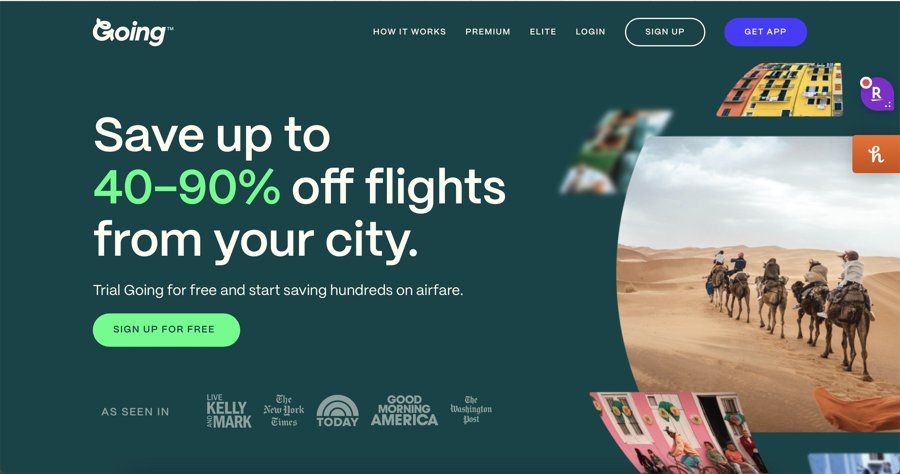 Going™
HOW IT WORKS
PREMIUM
ELITE
LOGIN
SIGN UP
GET APP
R
h
Save up to
40–90% off flights
from your city.
Trial Going for free and start saving hundreds on airfare.
SIGN UP FOR FREE
AS SEEN IN
LIVE
KELLY
AND MARK
The
New York
Times
TODAY
GOOD
MORNING
AMERICA
The
Washington
Post